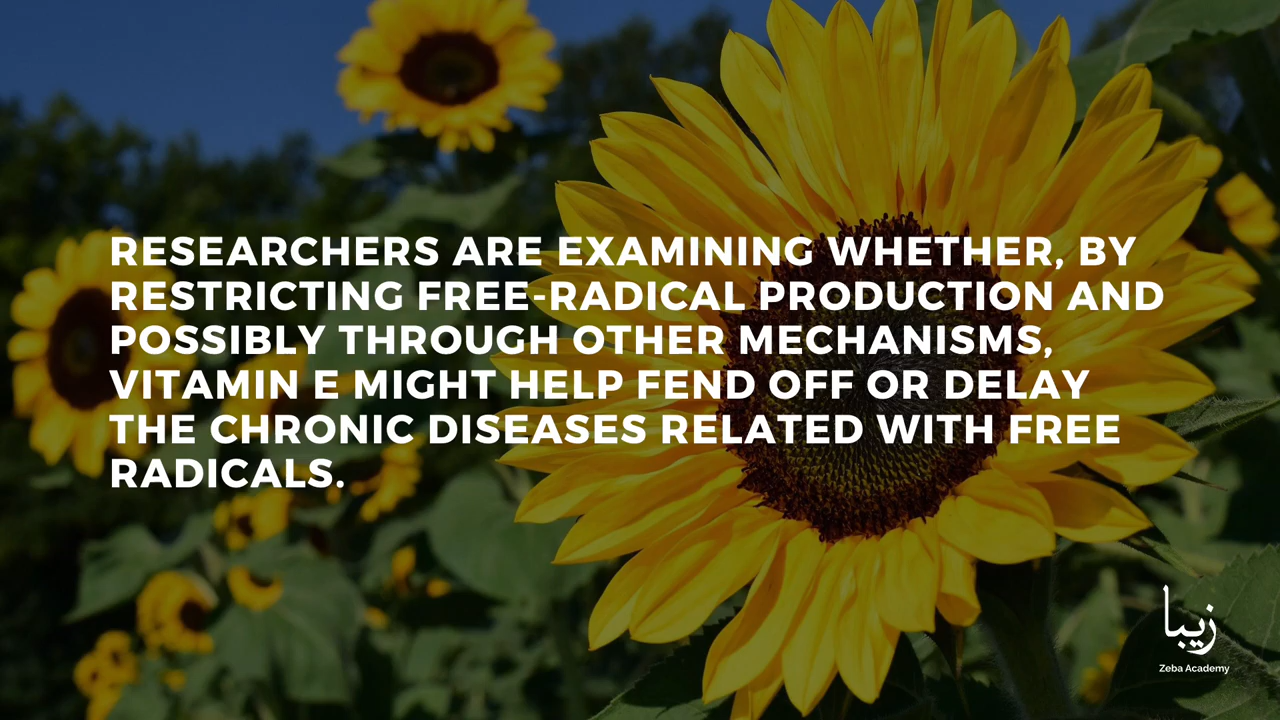 RESEARCHERS ARE EXAMINING WHETHER, BY
RESTRICTING FREE-RADICAL PRODUCTION AND
POSSIBLY THROUGH OTHER MECHANISMS,
VITAMIN E MIGHT HELP FEND OFF OR DELAY
THE CHRONIC DISEASES RELATED WITH FREE
RADICALS.
زيبا
Zeba Academy